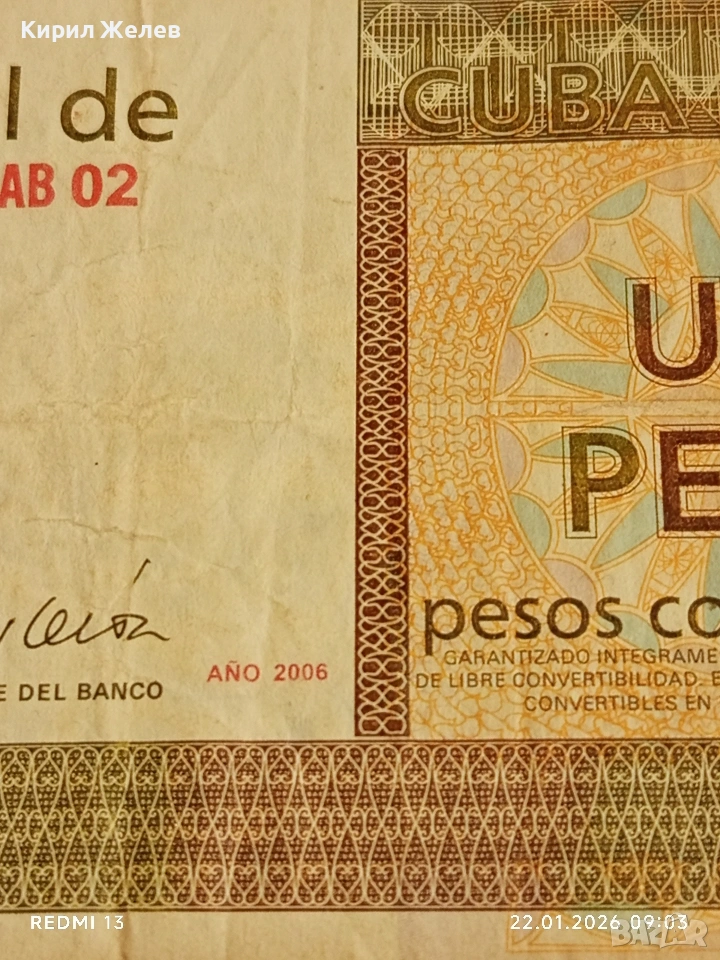 Кирил Желев
CUBA
l de
AB 02
U
PE
pesos co
GARANTIZADO INTEGRAME
DE LIBRE CONVERTIBILIDAD. E
CONVERTIBLES EN
AÑO 2006
E DEL BANCO
REDMI 13
22.01.2026 09:03
BAZAR